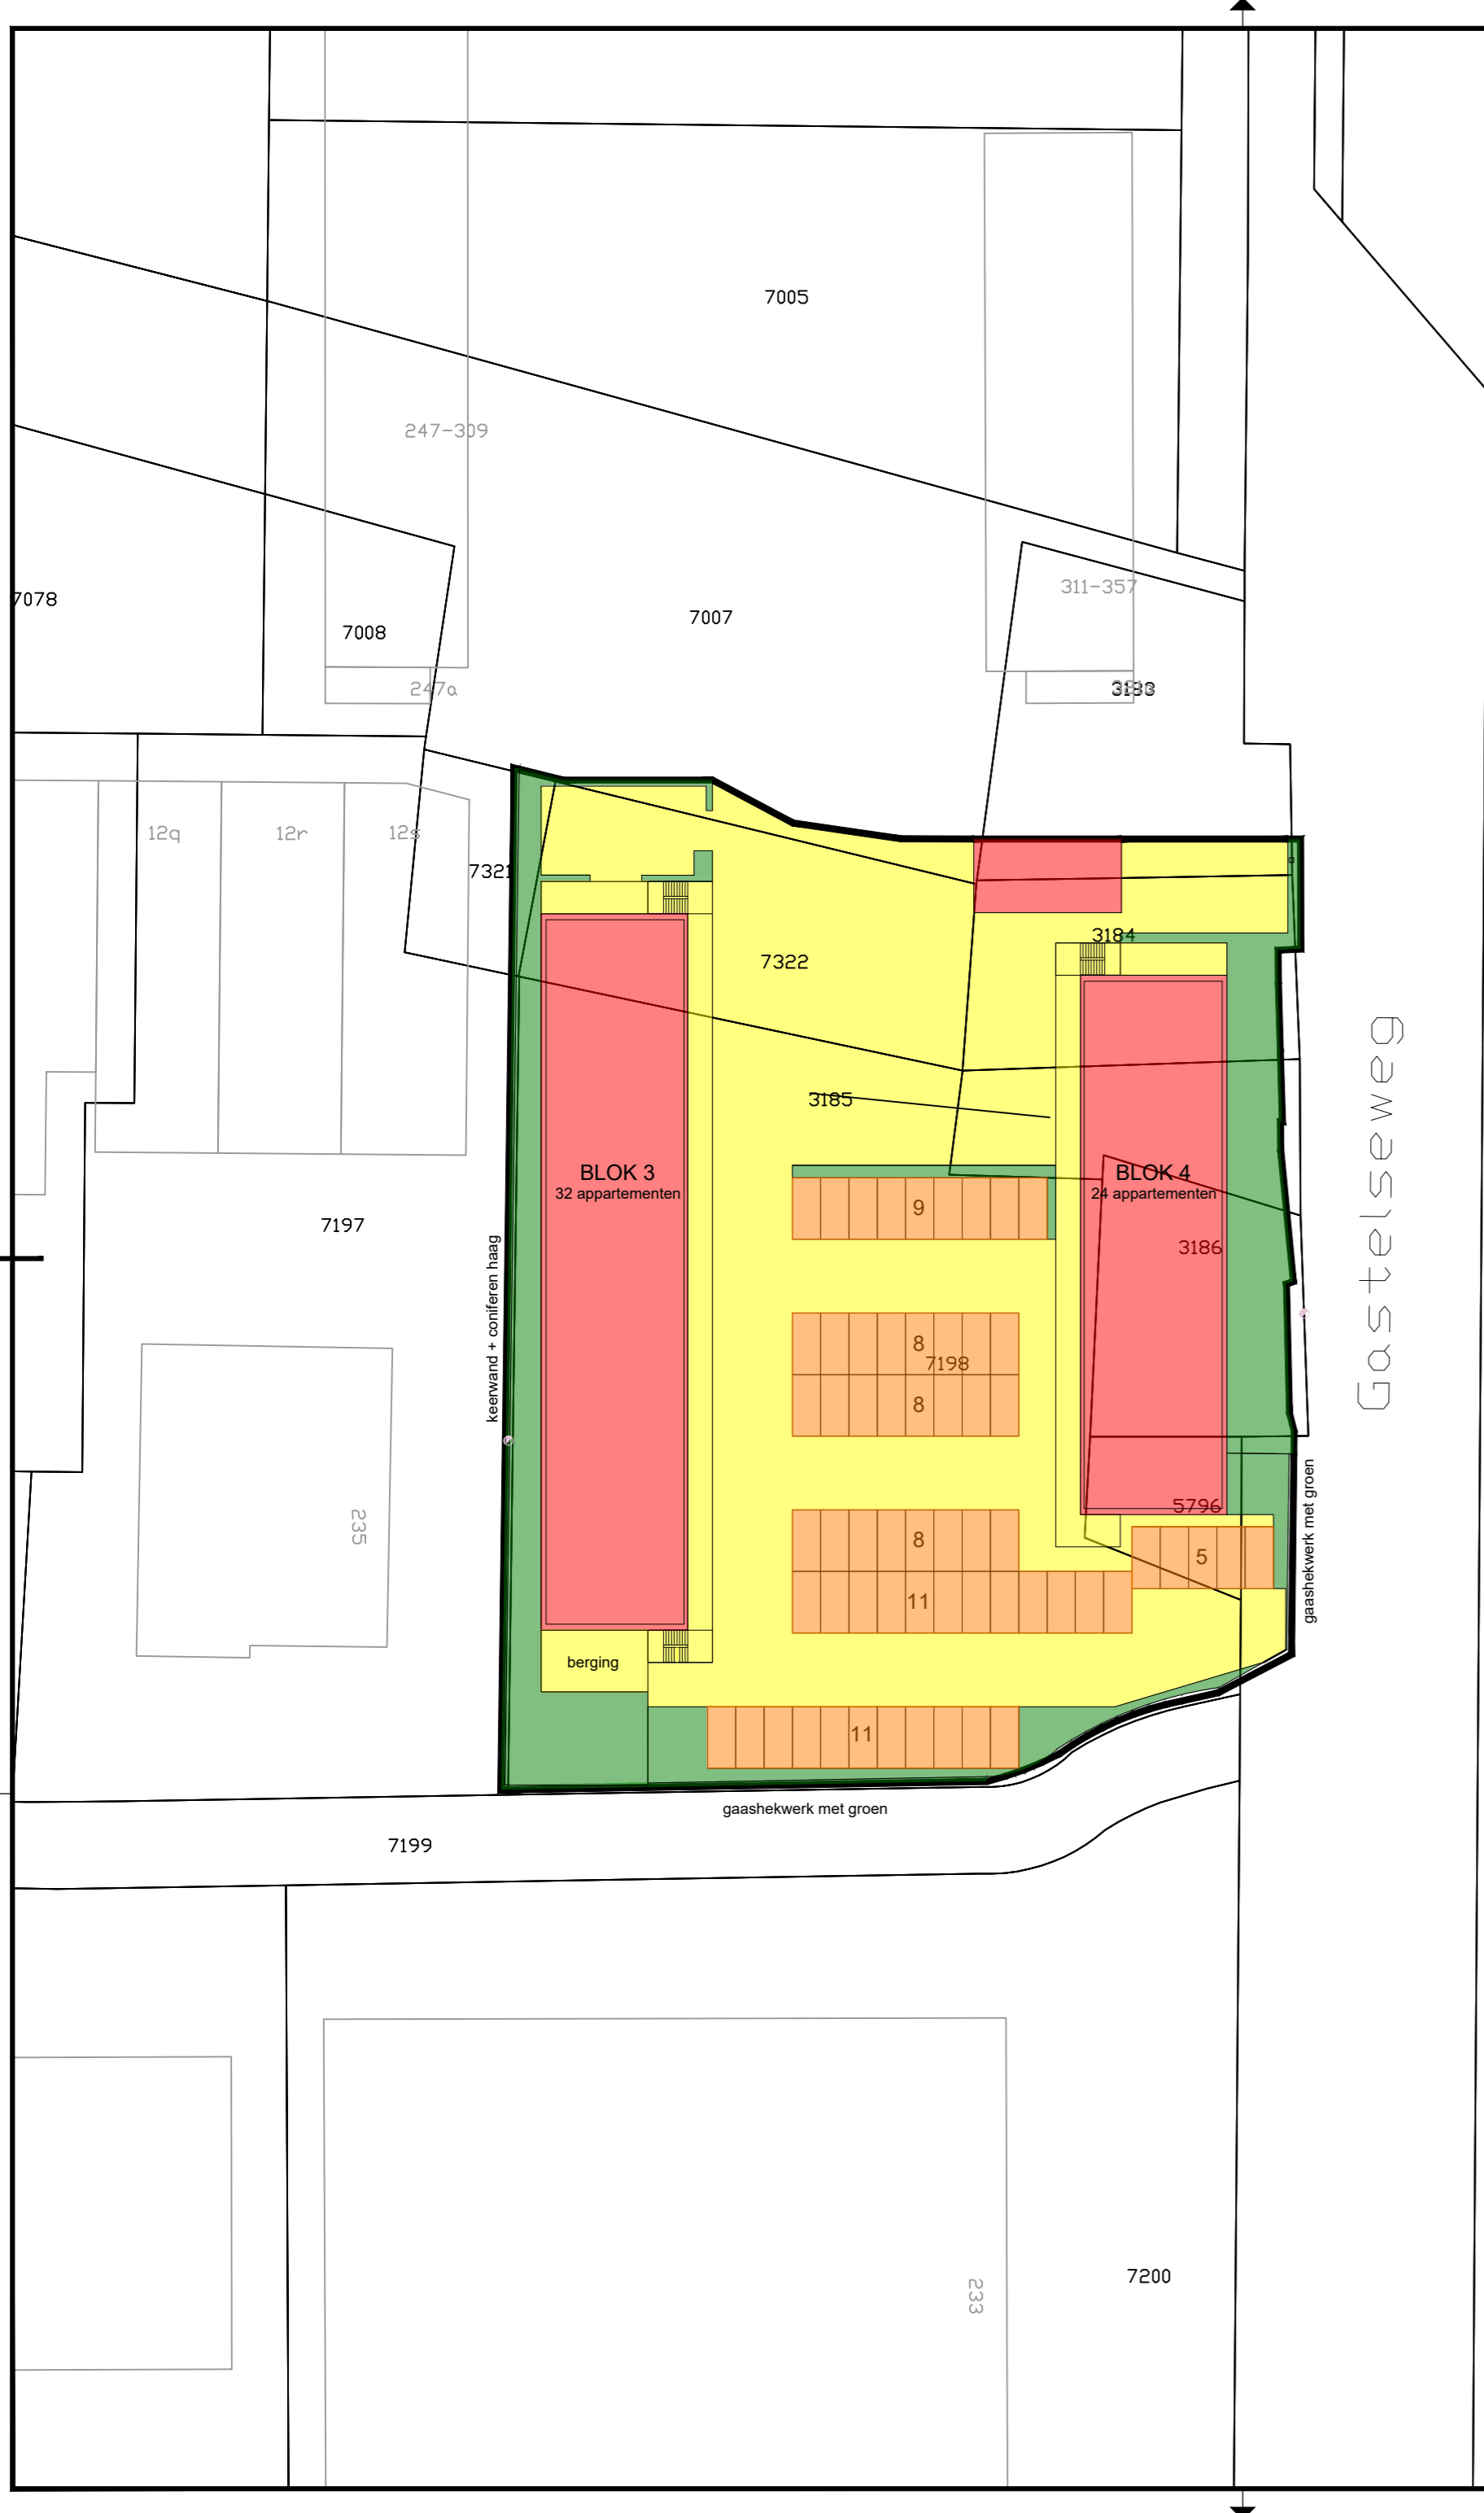 7005
247-309
311-357
7078
7008
7007
247a
3183
12q
12r
12s
7321
3184
7322
3185
BLOK 3
32 appartementen
BLOK 4
24 appartementen
9
7197
3186
Gastelseweg
keerwand + coniferen haag
8
7198
8
gaashekwerk met groen
5796
235
8
5
11
berging
11
gaashekwerk met groen
7199
7200
233